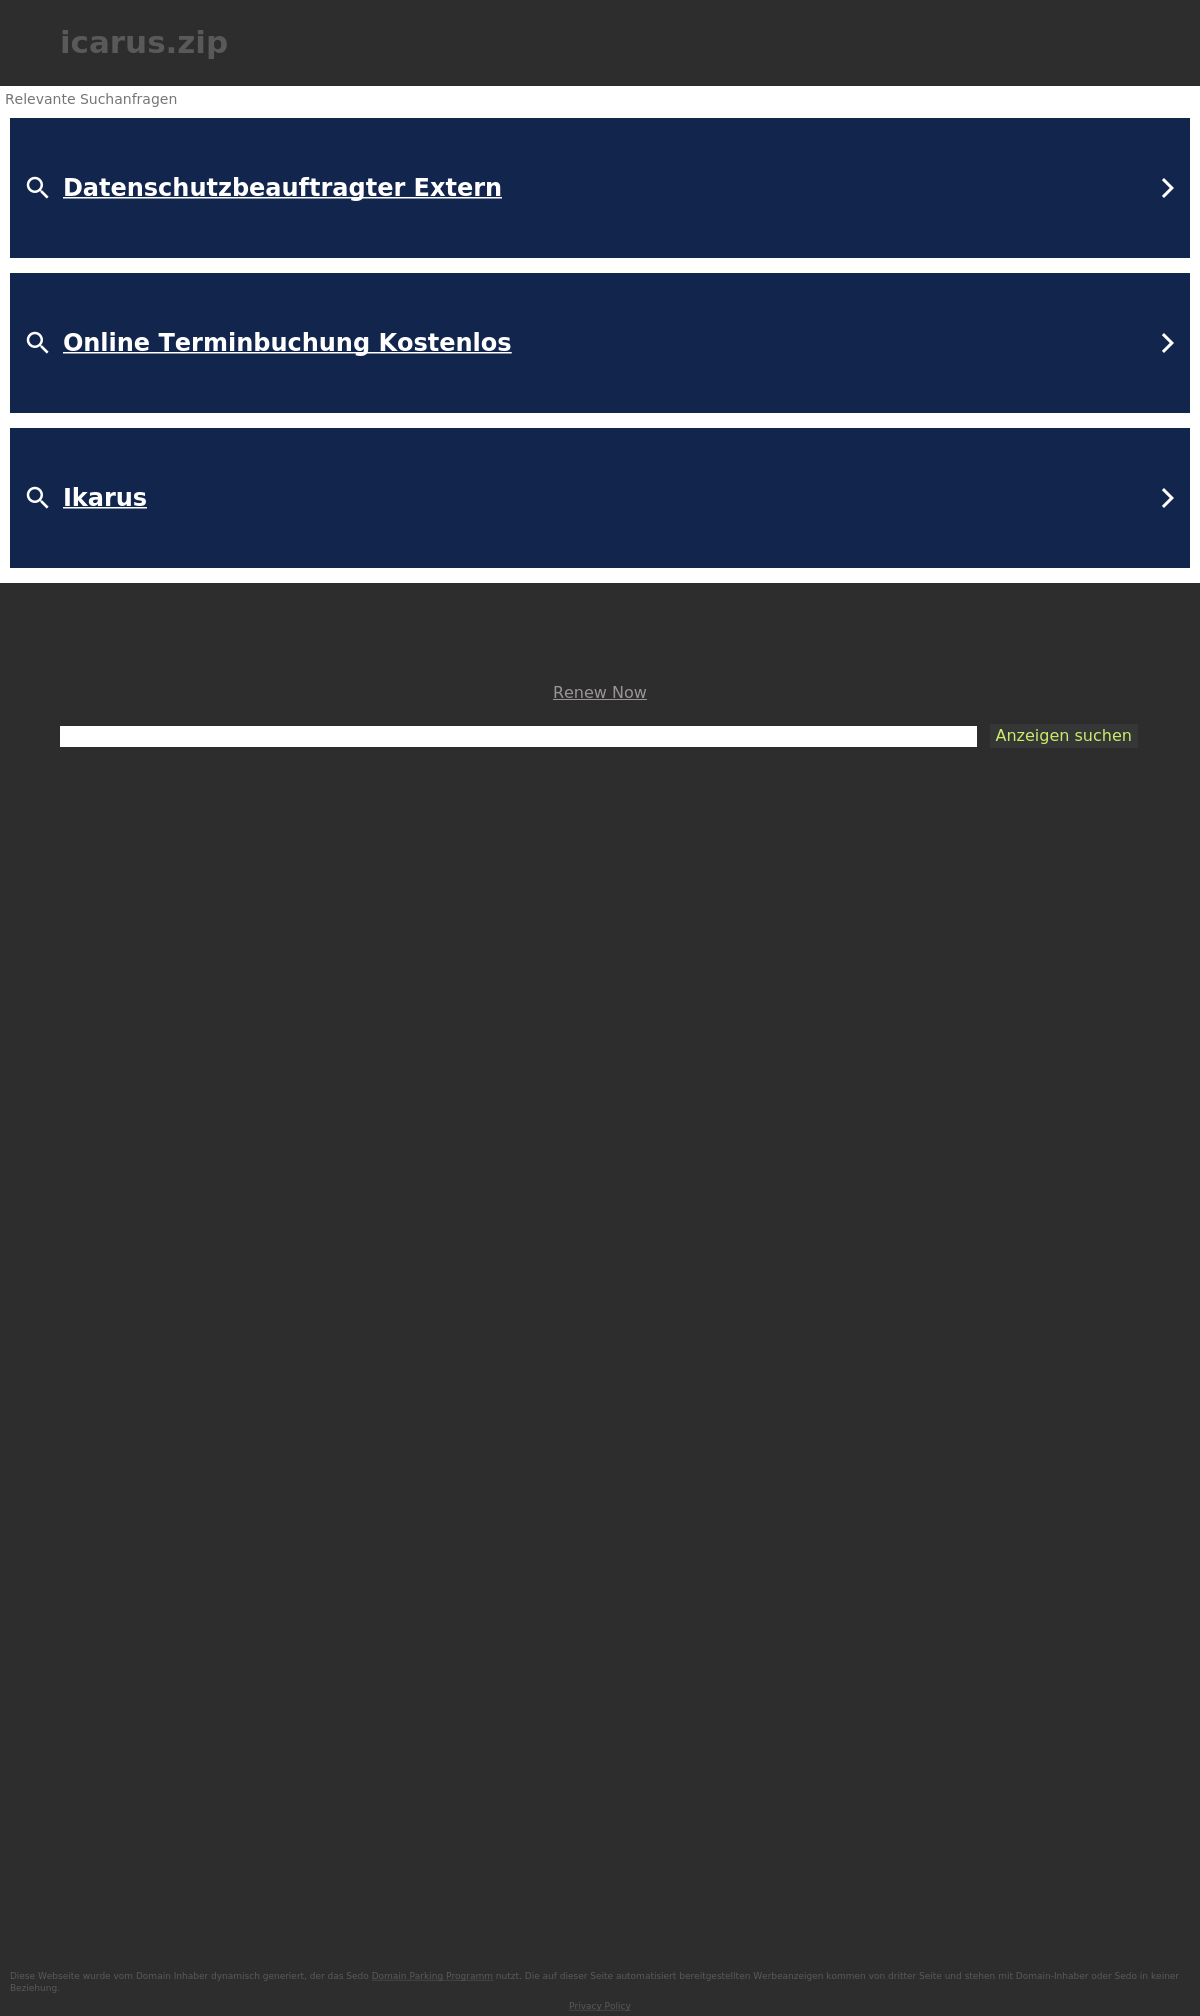 icarus.zip
Relevante Suchanfragen
Datenschutzbeauftragter Extern
Online Terminbuchung Kostenlos
Ikarus
Renew Now
Anzeigen suchen
Diese Webseite wurde vom Domain Inhaber dynamisch generiert, der das Sedo Domain Parking Programm nutzt. Die auf dieser Seite automatisiert bereitgestellten Werbeanzeigen kommen von dritter Seite und stehen mit Domain-Inhaber oder Sedo in keiner
Beziehung.
Privacy Policy